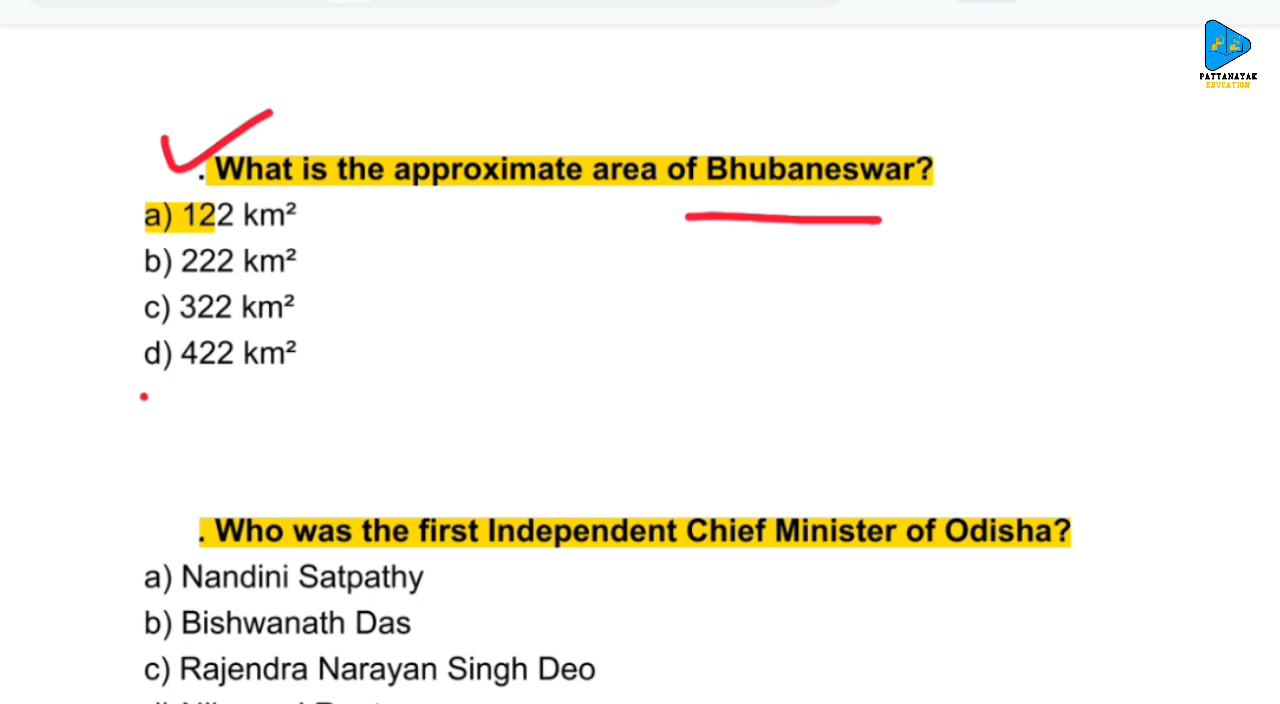 PATTANAYAK
EDUCATION
. What is the approximate area of Bhubaneswar?
a) 122 km²
b) 222 km²
c) 322 km²
d) 422 km²
. Who was the first Independent Chief Minister of Odisha?
a) Nandini Satpathy
b) Bishwanath Das
c) Rajendra Narayan Singh Deo